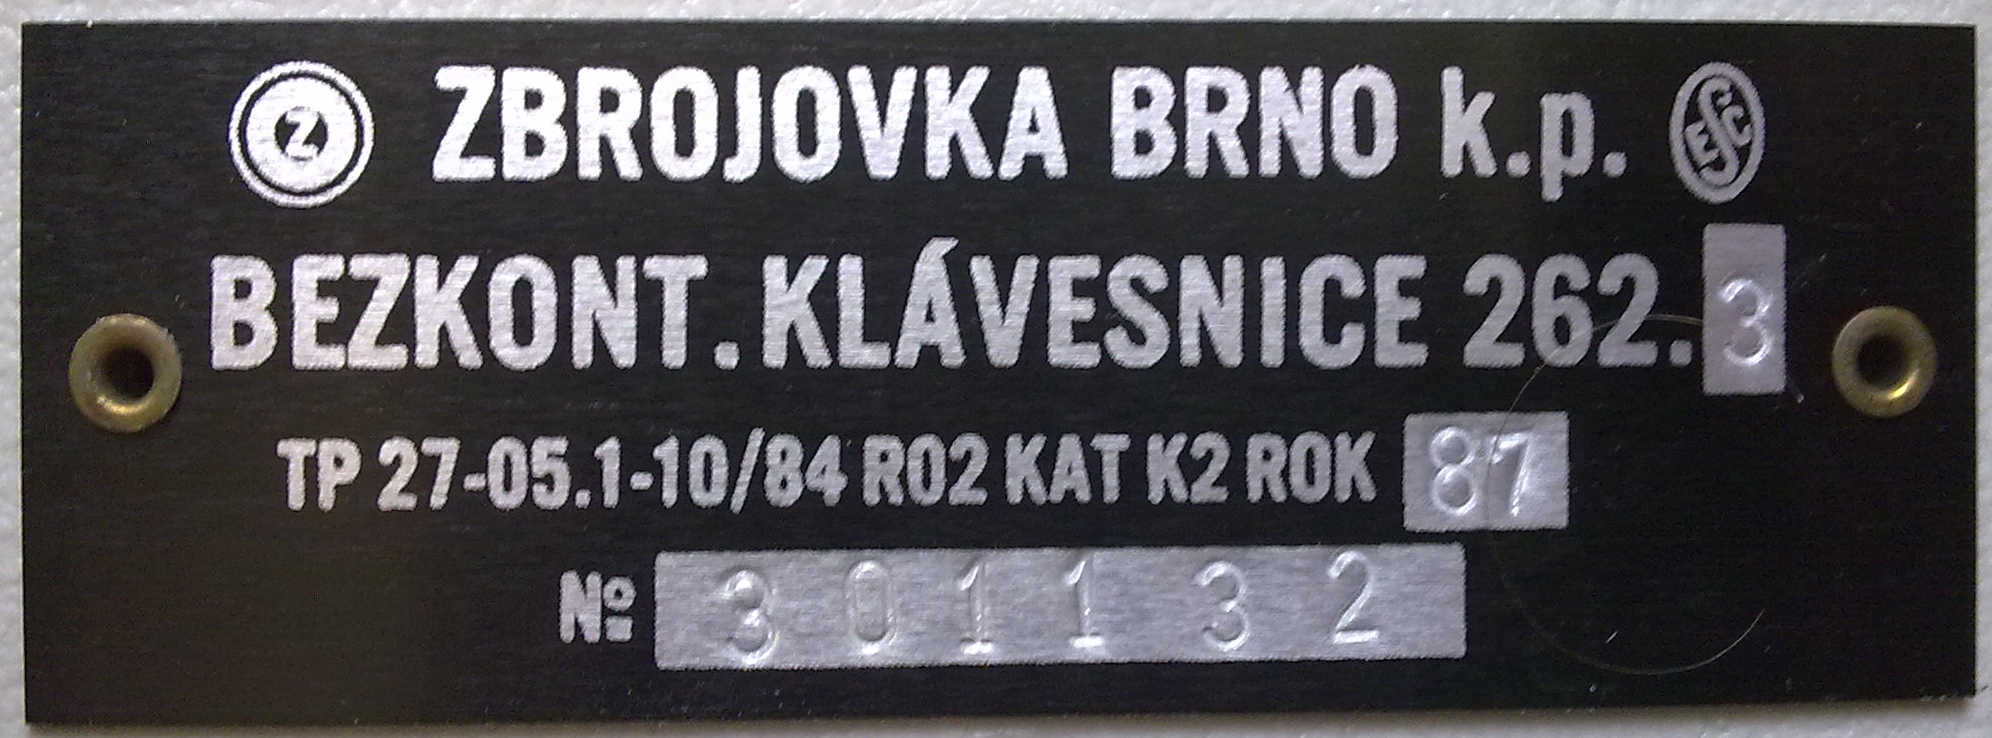 Z ZBROJOVKA BRNO k.p. ESČ
BEZKONT. KLÁVESNICE 262.3
TP 27-05.1-10/84 R02 KAT K2 ROK 87
№ 301132